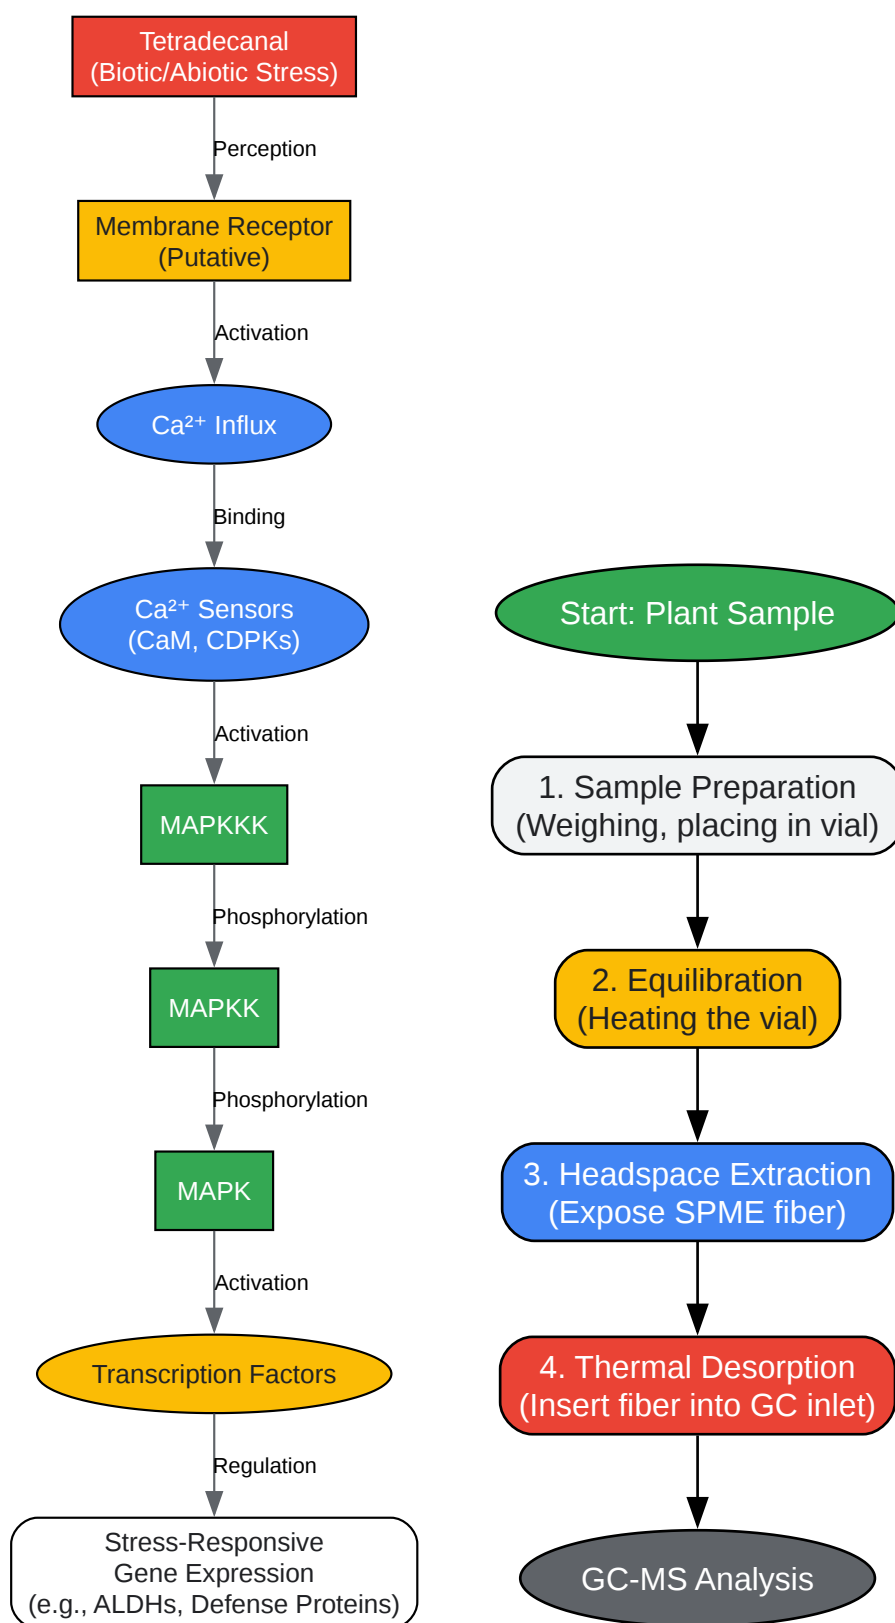 Tetradecanal
(Biotic/Abiotic Stress)
Perception
Membrane Receptor
(Putative)
Activation
Ca²⁺ Influx
Binding
Ca²⁺ Sensors
(CaM, CDPKs)
Activation
MAPKKK
Phosphorylation
MAPKK
Phosphorylation
MAPK
Activation
Transcription Factors
Regulation
Stress-Responsive
Gene Expression
(e.g., ALDHs, Defense Proteins)
Start: Plant Sample
1. Sample Preparation
(Weighing, placing in vial)
2. Equilibration
(Heating the vial)
3. Headspace Extraction
(Expose SPME fiber)
4. Thermal Desorption
(Insert fiber into GC inlet)
GC-MS Analysis